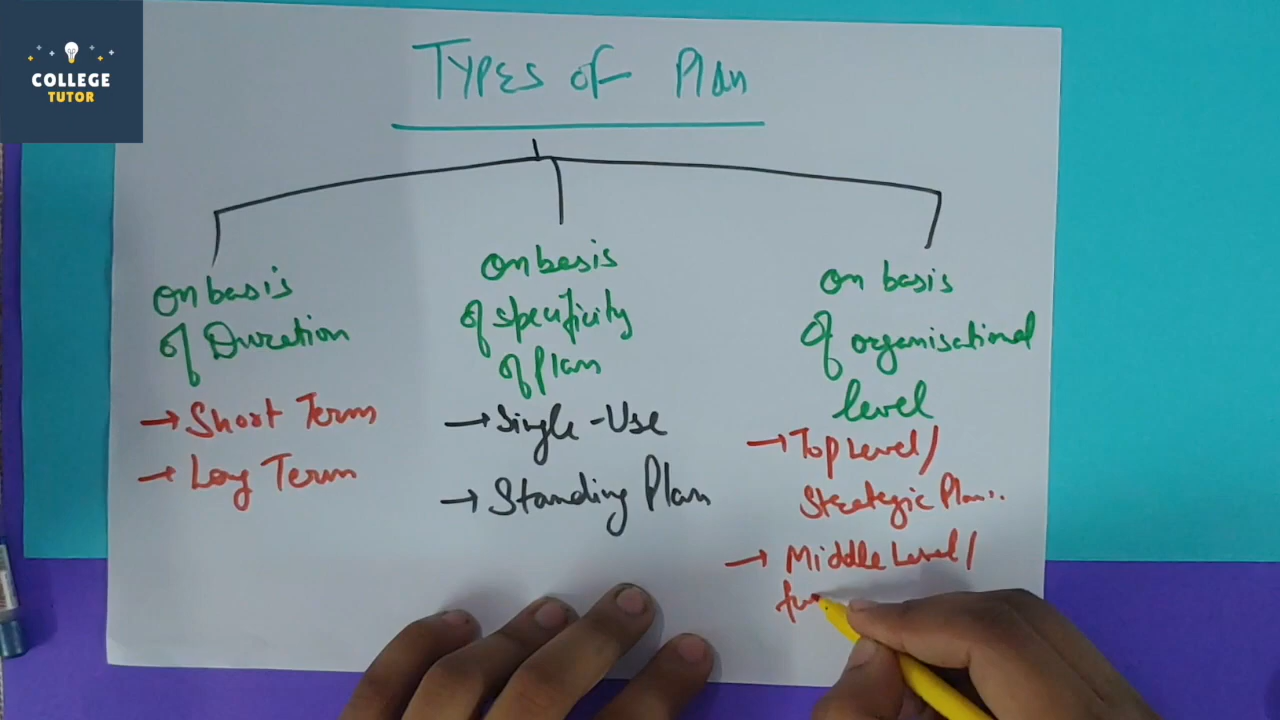 COLLEGE
TUTOR
Types of Plan
On basis
of Duration
→ Short Term
→ Long Term
On basis
of specificity
of Plan
→ Single-Use
→ Standing Plan
On basis
of organisational
level
→ Top Level/
Strategic Plan..
→ Middle Level/